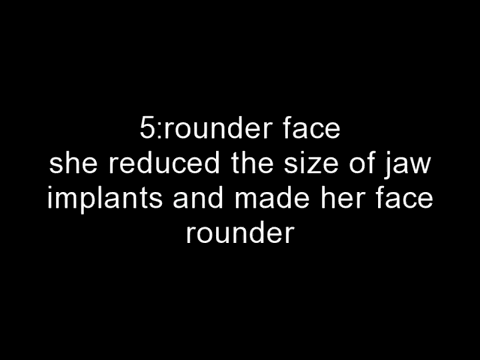 5:rounder face
she reduced the size of jaw
implants and made her face
rounder